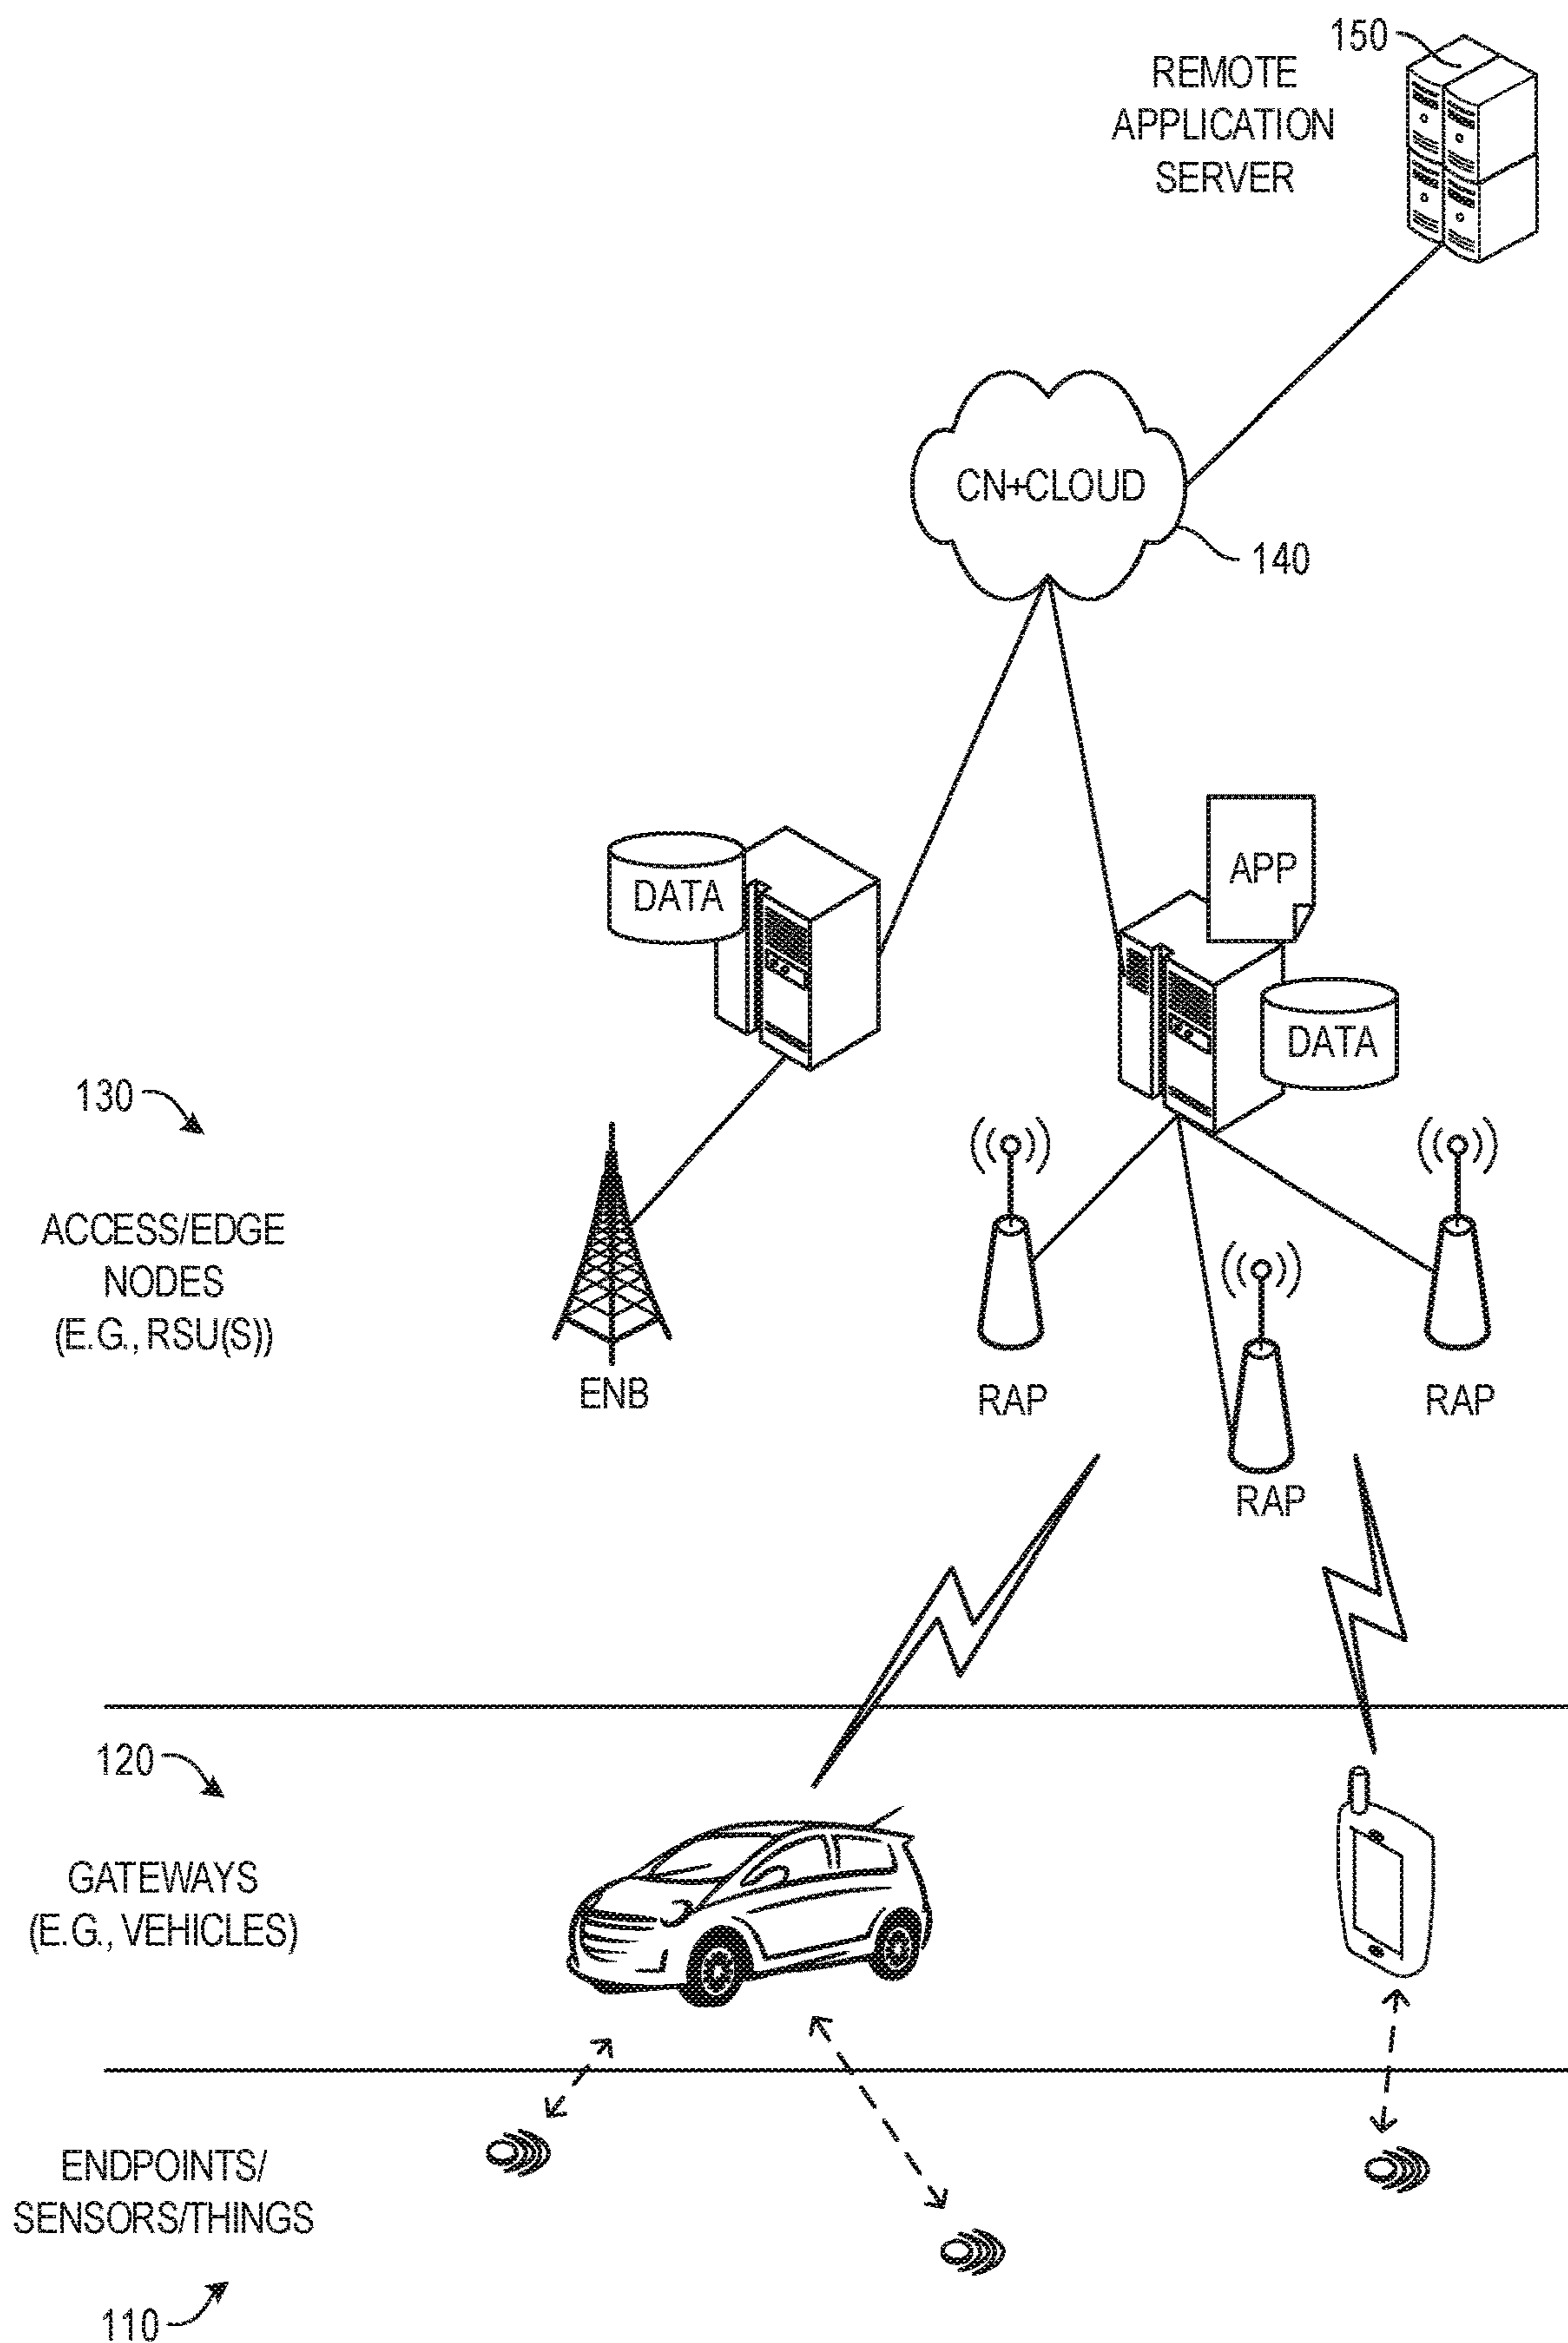 150
REMOTE
APPLICATION
SERVER
CN+CLOUD
140
APP
DATA
DATA
130
ACCESS/EDGE
NODES
(E.G., RSU(S))
ENB
RAP
RAP
RAP
120
GATEWAYS
(E.G., VEHICLES)
ENDPOINTS/
SENSORS/THINGS
110